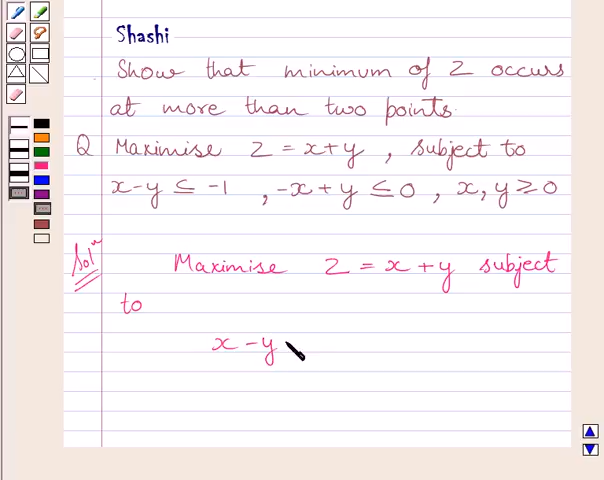 Shashi
Show that minimum of Z occurs
at more than two points.
Q Maximise Z = x+y , subject to
x-y ≤ -1 , -x+y ≤ 0 , x, y ≥ 0
Solⁿ Maximise Z = x + y subject
to
x - y